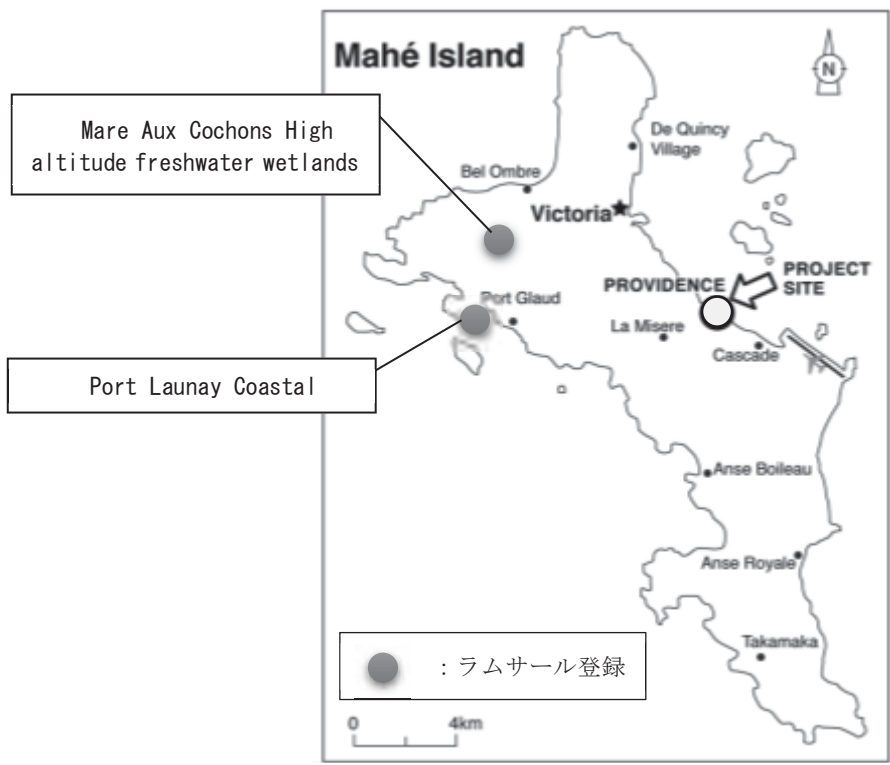 Mahé Island
N
Mare Aux Cochons High
altitude freshwater wetlands
De Quincy
Village
Bel Ombre
Victoria
PROVIDENCE
PROJECT
SITE
Port Glaud
La Misere
Cascade
Port Launay Coastal
Anse Boileau
Anse Royale
Takamaka
：ラムサール登録
0 4km